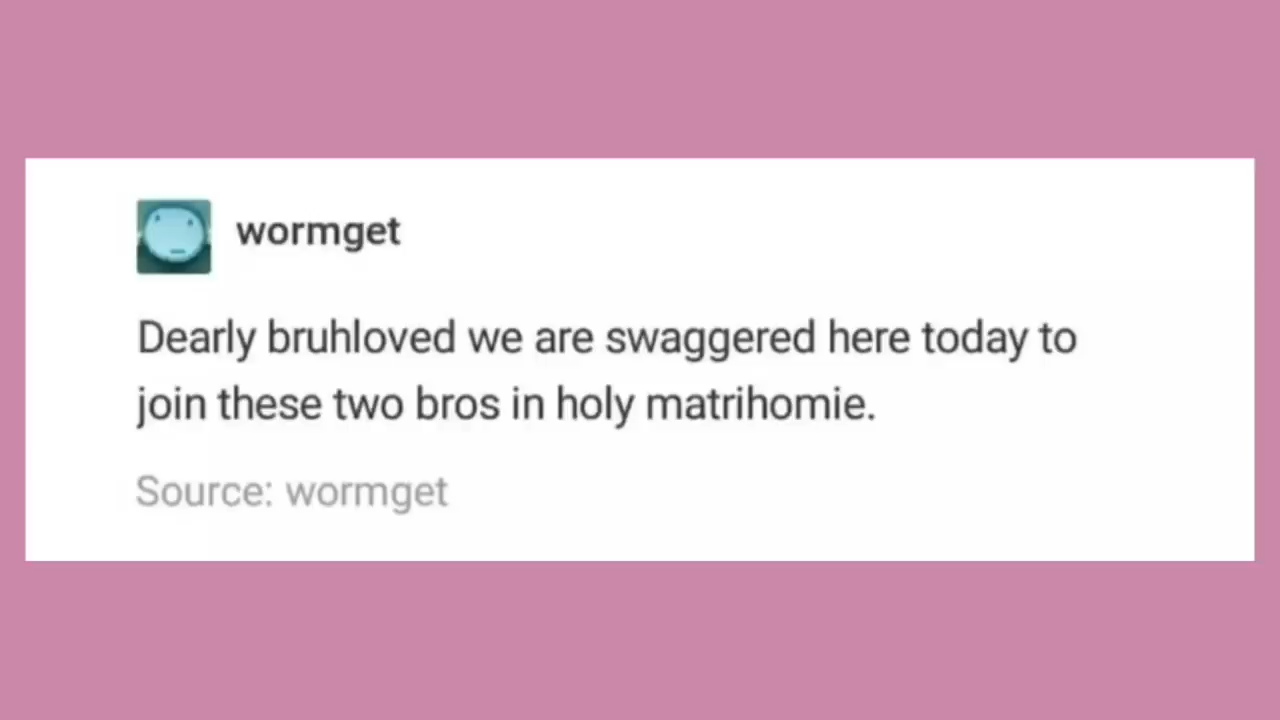 wormget
Dearly bruhloved we are swaggered here today to
join these two bros in holy matrihomie.
Source: wormget